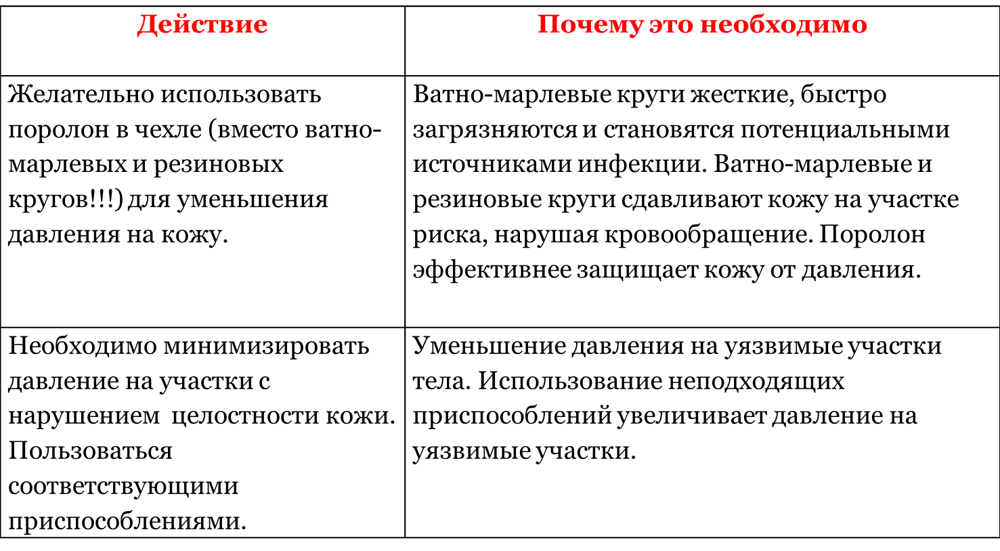 Действие
Почему это необходимо
Желательно использовать
поролон в чехле (вместо ватно-
марлевых и резиновых
кругов!!!) для уменьшения
давления на кожу.
Ватно-марлевые круги жесткие, быстро
загрязняются и становятся потенциальными
источниками инфекции. Ватно-марлевые и
резиновые круги сдавливают кожу на участке
риска, нарушая кровообращение. Поролон
эффективнее защищает кожу от давления.
Необходимо минимизировать
давление на участки с
нарушением  целостности кожи.
Пользоваться
соответствующими
приспособлениями.
Уменьшение давления на уязвимые участки
тела. Использование неподходящих
приспособлений увеличивает давление на
уязвимые участки.